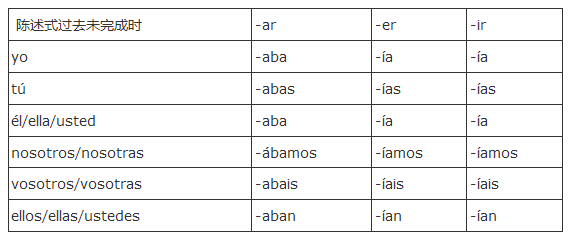 陈述式过去未完成时 -ar -er -ir
yo -aba -ía -ía
tú -abas -ías -ías
él/ella/usted -aba -ía -ía
nosotros/nosotras -ábamos -íamos -íamos
vosotros/vosotras -abais -íais -íais
ellos/ellas/ustedes -aban -ían -ían